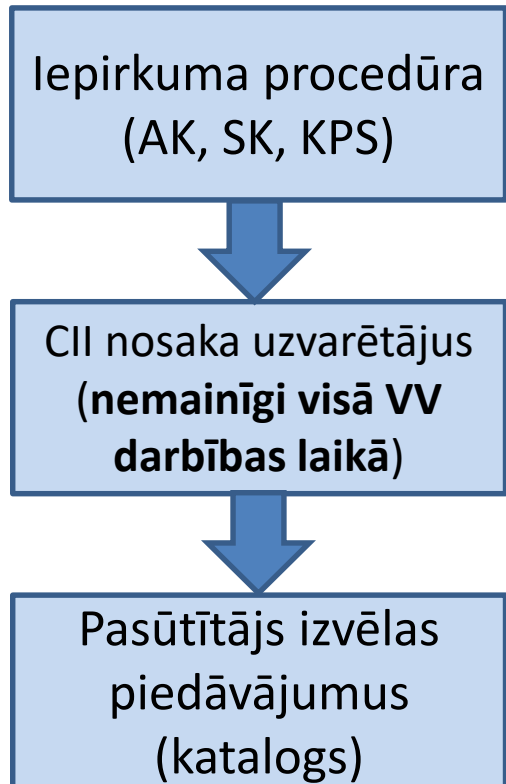 Iepirkuma procedūra
(AK, SK, KPS)
CII nosaka uzvarētājus
(nemainīgi visā VV
darbības laikā)
Pasūtītājs izvēlas
piedāvājumus
(katalogs)